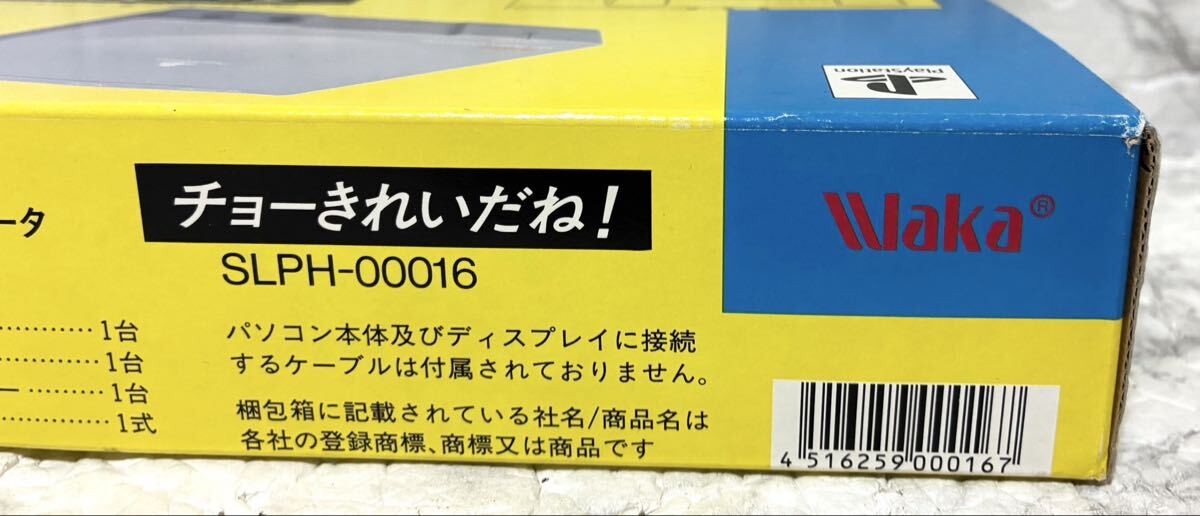 PlayStation
チョーきれいだね!
SLPH-00016
Waka®
ータ
1台
1台
ー 1台
1式
パソコン本体及びディスプレイに接続
するケーブルは付属されておりません。
梱包箱に記載されている社名/商品名は
各社の登録商標、商標又は商品です
4 516259 000167